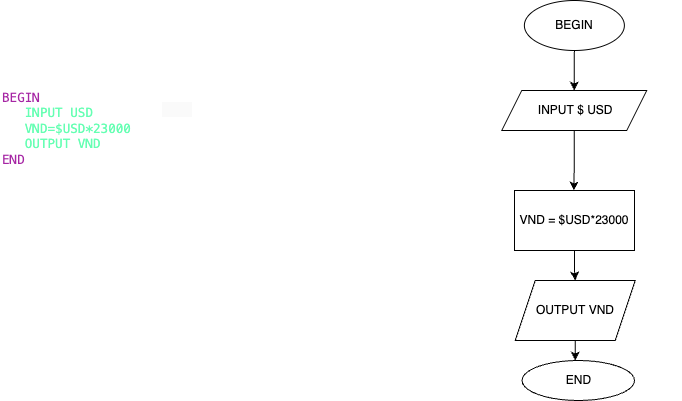 BEGIN
INPUT USD
VND=$USD*23000
OUTPUT VND
END
BEGIN
INPUT $ USD
VND = $USD*23000
OUTPUT VND
END